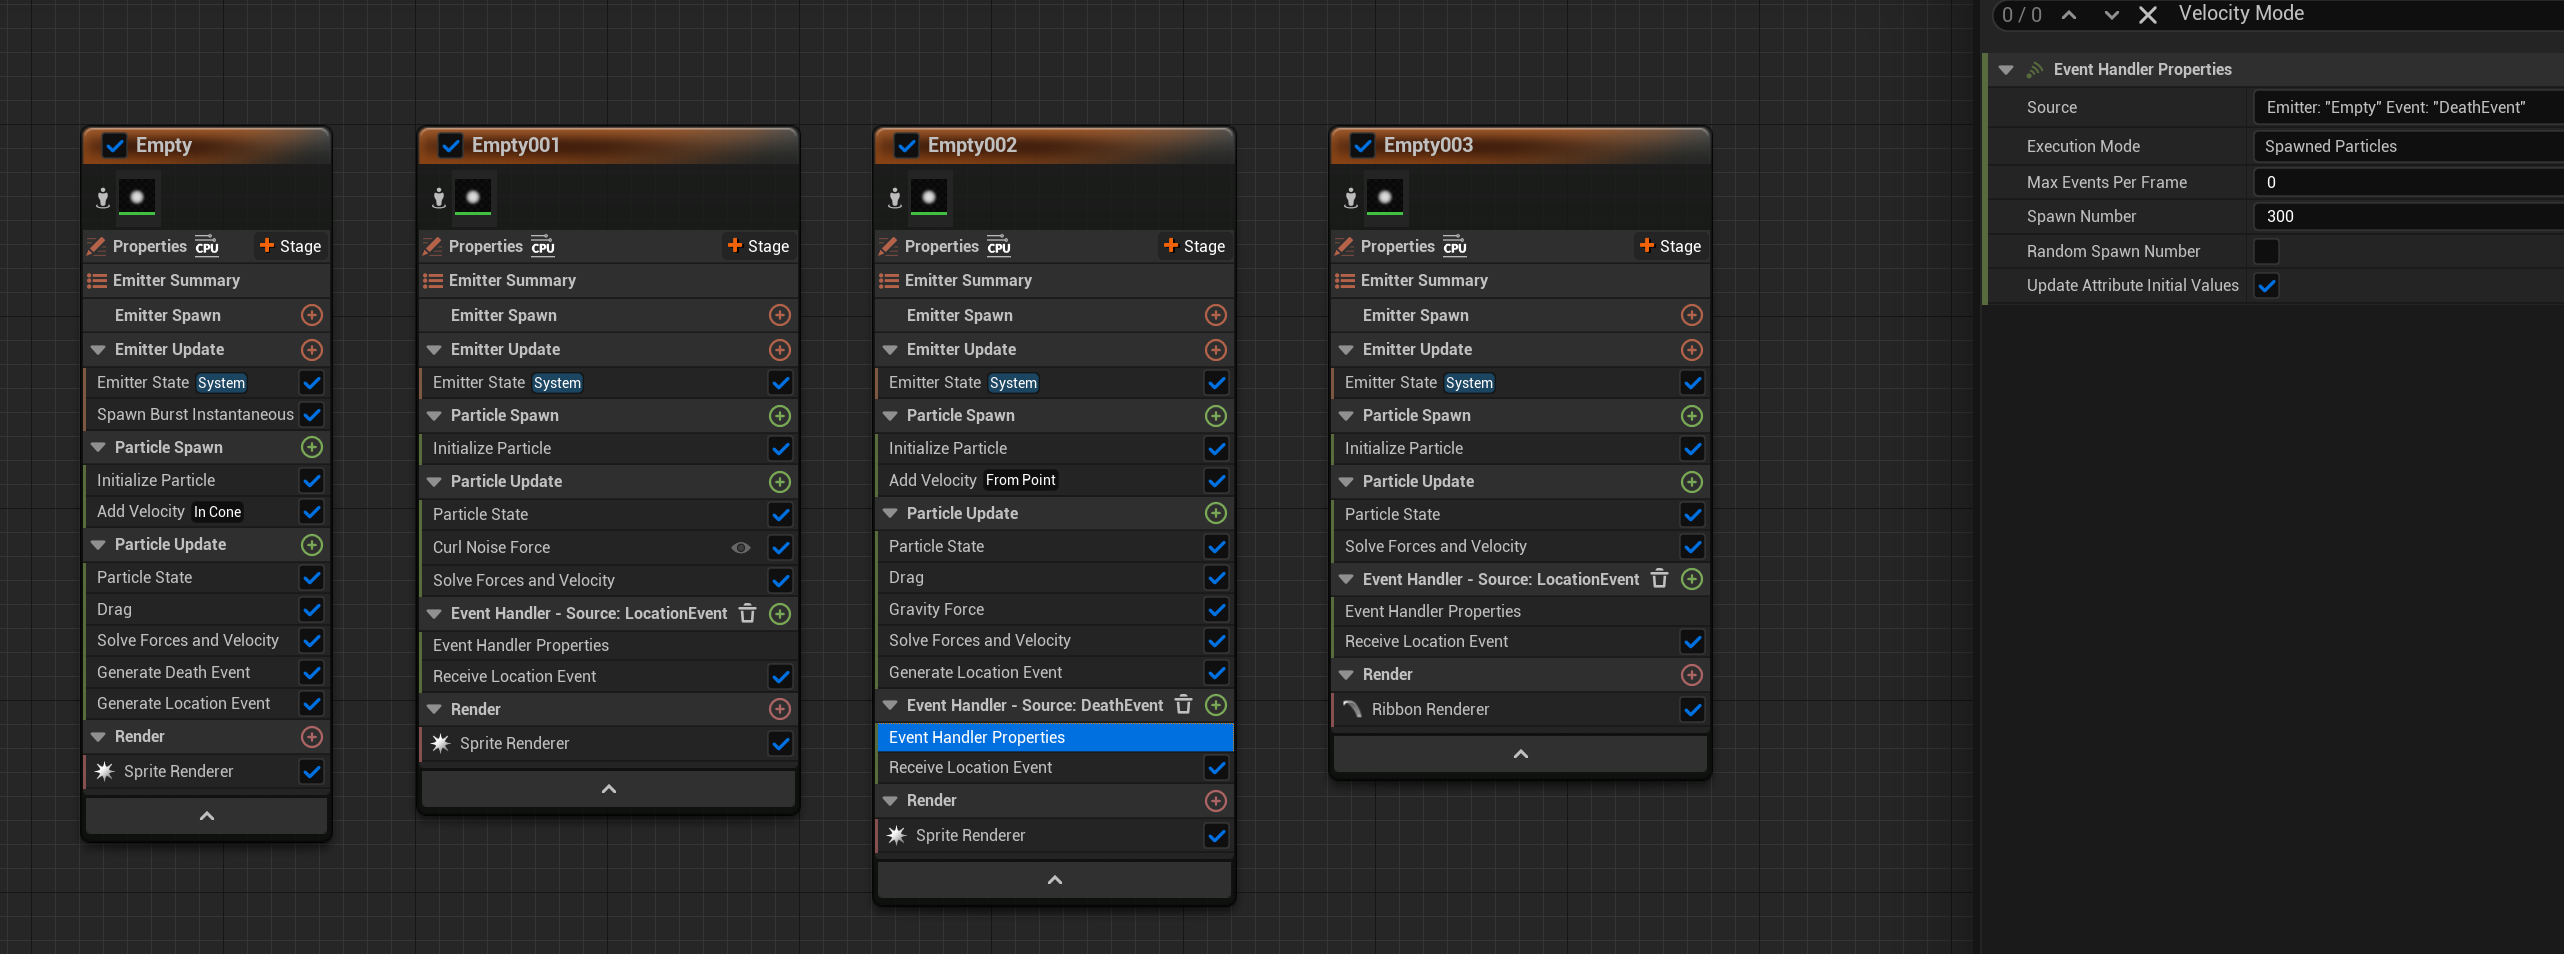 Empty
Properties CPU Stage
Emitter Summary
Emitter Spawn
Emitter Update
Emitter State System
Spawn Burst Instantaneous
Particle Spawn
Initialize Particle
Add Velocity In Cone
Particle Update
Particle State
Drag
Solve Forces and Velocity
Generate Death Event
Generate Location Event
Render
Sprite Renderer
Empty001
Properties CPU Stage
Emitter Summary
Emitter Spawn
Emitter Update
Emitter State System
Particle Spawn
Initialize Particle
Particle Update
Particle State
Curl Noise Force
Solve Forces and Velocity
Event Handler - Source: LocationEvent
Event Handler Properties
Receive Location Event
Render
Sprite Renderer
Empty002
Properties CPU Stage
Emitter Summary
Emitter Spawn
Emitter Update
Emitter State System
Particle Spawn
Initialize Particle
Add Velocity From Point
Particle Update
Particle State
Drag
Gravity Force
Solve Forces and Velocity
Generate Location Event
Event Handler - Source: DeathEvent
Event Handler Properties
Receive Location Event
Render
Sprite Renderer
Empty003
Properties CPU Stage
Emitter Summary
Emitter Spawn
Emitter Update
Emitter State System
Particle Spawn
Initialize Particle
Particle Update
Particle State
Solve Forces and Velocity
Event Handler - Source: LocationEvent
Event Handler Properties
Receive Location Event
Render
Ribbon Renderer
0 / 0 Velocity Mode
Event Handler Properties
Source Emitter: "Empty" Event: "DeathEvent"
Execution Mode Spawned Particles
Max Events Per Frame 0
Spawn Number 300
Random Spawn Number
Update Attribute Initial Values